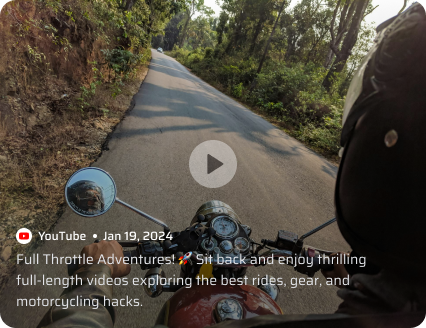 YouTube • Jan 19, 2024
Full Throttle Adventures! 🚀 Sit back and enjoy thrilling
full-length videos exploring the best rides, gear, and
motorcycling hacks.